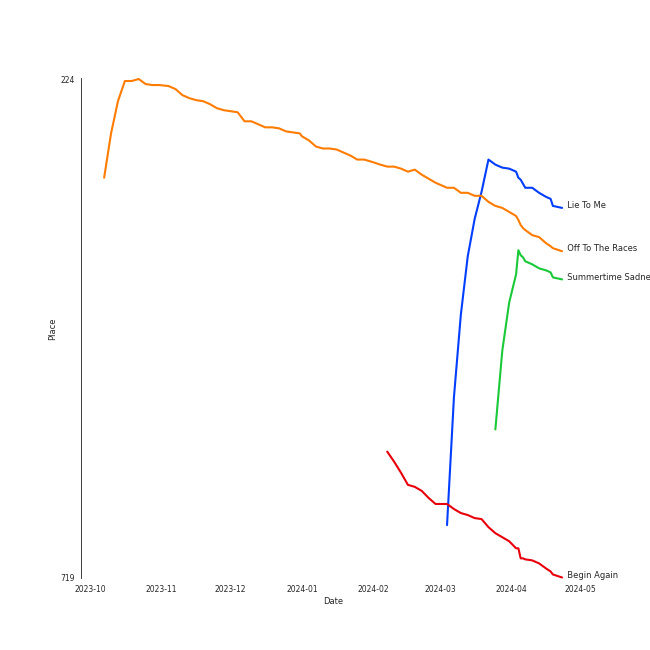 224
Lie To Me
Off To The Races
Summertime Sadne
Place
Begin Again
719
2023-10 2023-11 2023-12 2024-01 2024-02 2024-03 2024-04 2024-05
Date